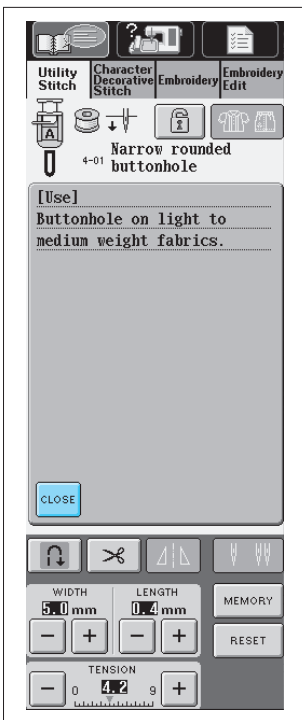 ?
Utility
Stitch
Character
Decorative
Stitch
Embroidery
Embroidery
Edit
A
4-01
Narrow rounded
buttonhole
[Use]
Buttonhole on light to
medium weight fabrics.
CLOSE
WIDTH
5.0 mm
LENGTH
0.4 mm
MEMORY
RESET
TENSION
0 4.2 9